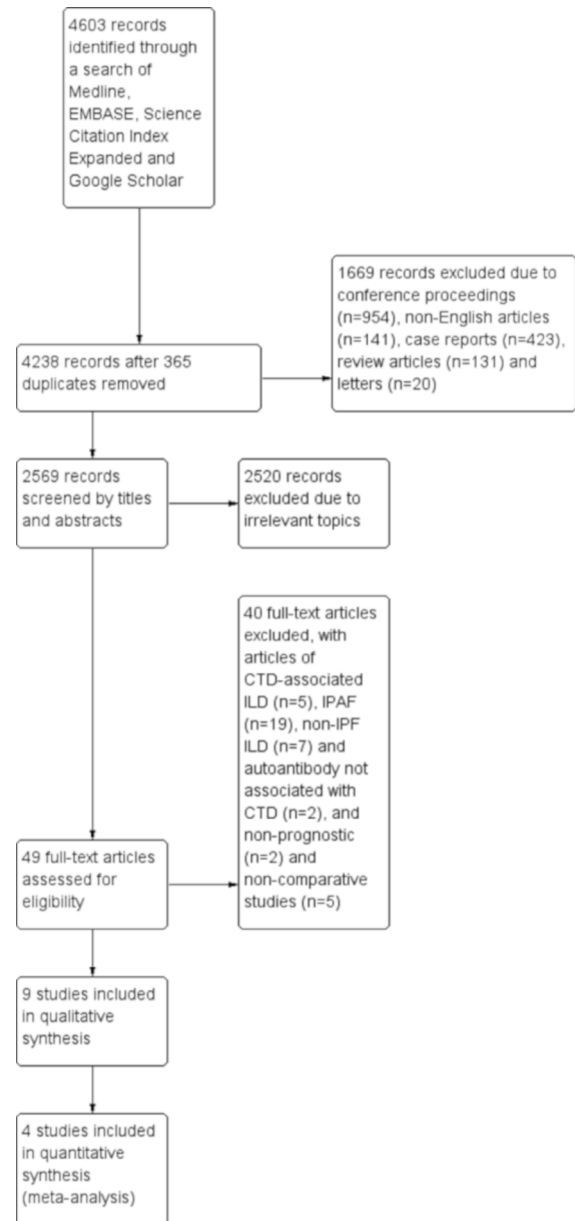 4603 records
identified through
a search of
Medline,
EMBASE, Science
Citation Index
Expanded and
Google Scholar
1669 records excluded due to
conference proceedings
(n=954), non-English articles
(n=141), case reports (n=423),
review articles (n=131) and
letters (n=20)
4238 records after 365
duplicates removed
2569 records
screened by titles
and abstracts
2520 records
excluded due to
irrelevant topics
40 full-text articles
excluded, with
articles of
CTD-associated
ILD (n=5), IPAF
(n=19), non-IPF
ILD (n=7) and
autoantibody not
associated with
CTD (n=2), and
non-prognostic
(n=2) and
non-comparative
studies (n=5)
49 full-text articles
assessed for
eligibility
9 studies included
in qualitative
synthesis
4 studies included
in quantitative
synthesis
(meta-analysis)